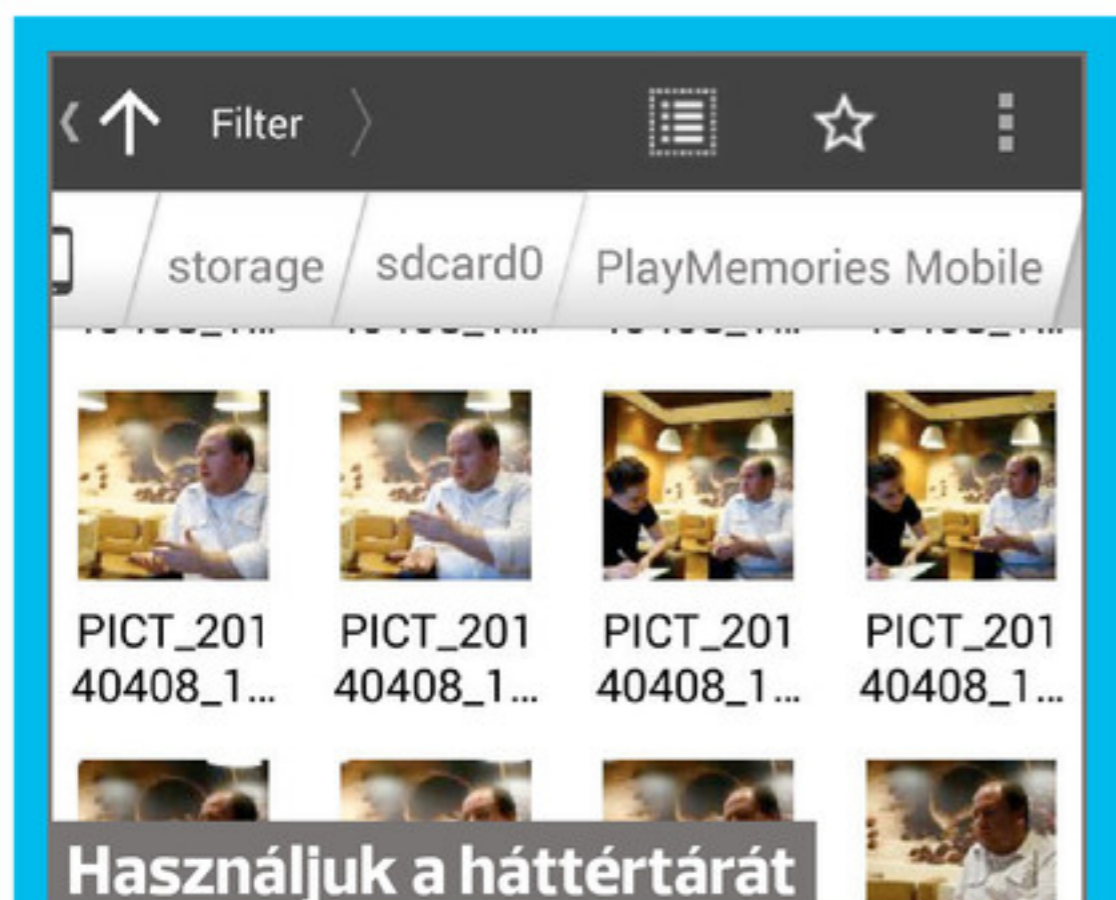 Filter
storage sdcard0 PlayMemories Mobile
PICT_201 PICT_201 PICT_201 PICT_201
40408_1... 40408_1... 40408_1... 40408_1...
Használjuk a háttértárát